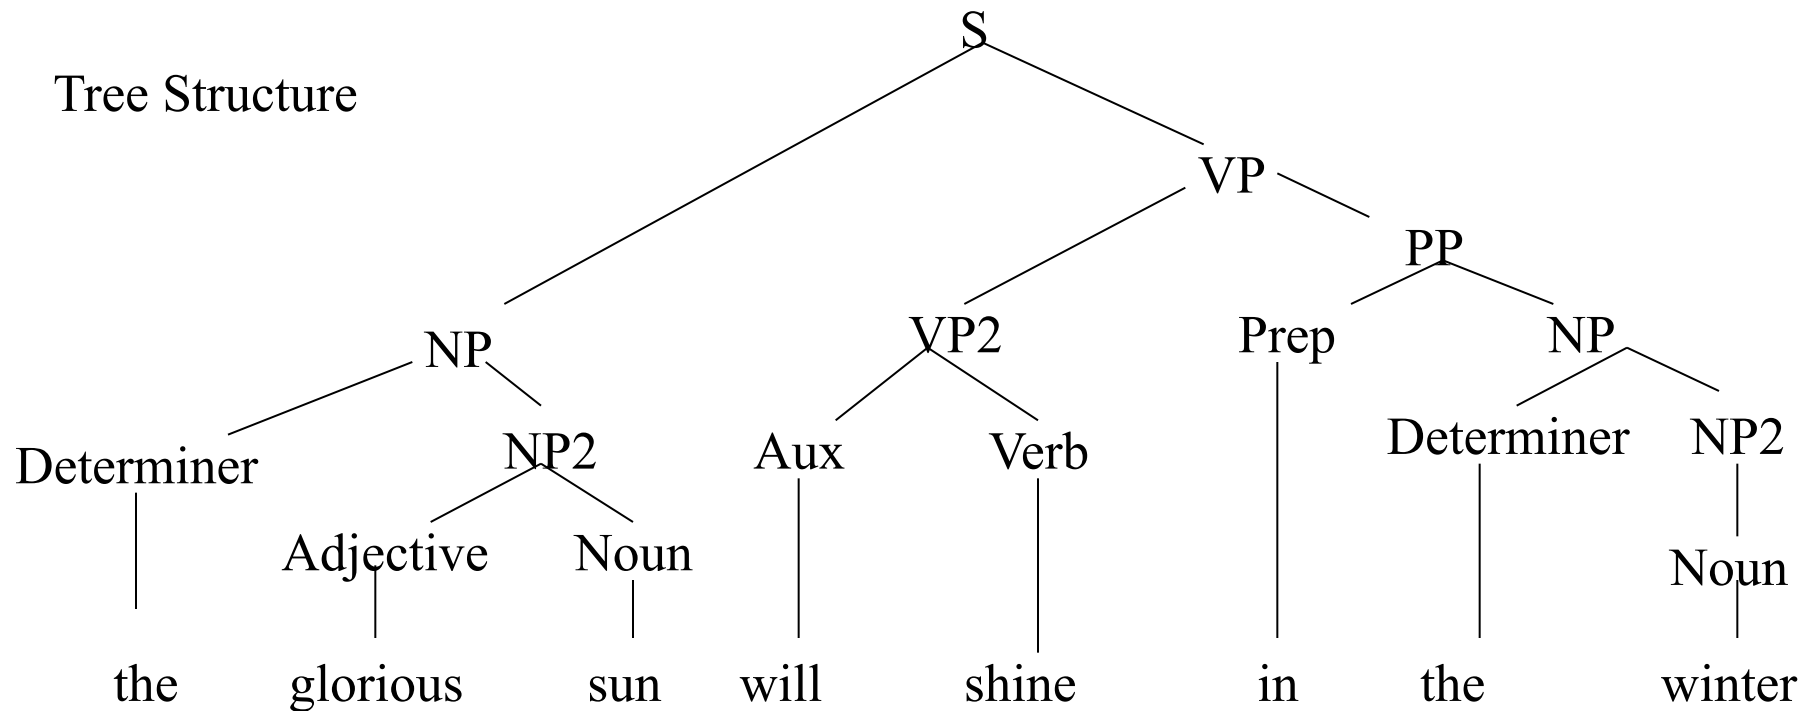 S
Tree Structure
VP
PP
NP VP2 Prep NP
Determiner NP2 Aux Verb Determiner NP2
Adjective Noun Noun
the glorious sun will shine in the winter